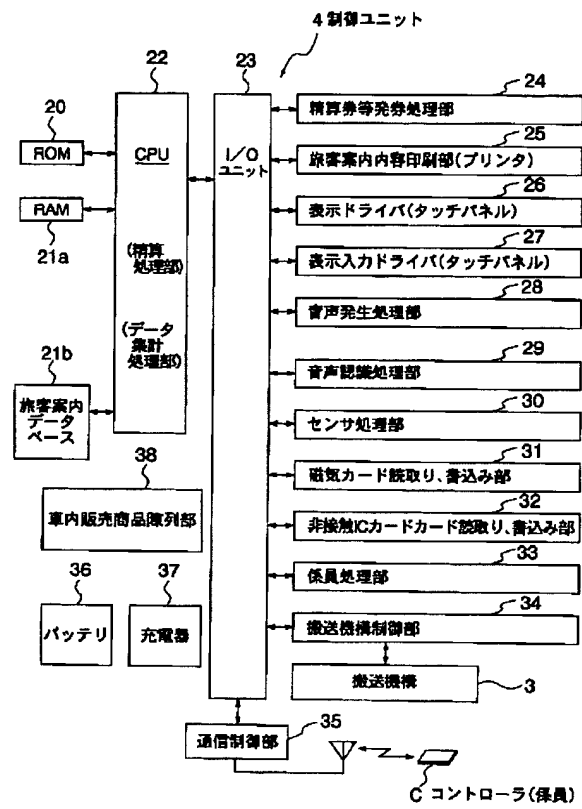 4 制御ユニット
22
23
24
精算券等発券処理部
20
ROM
CPU
I/O
ユニット
25
旅客案内内容印刷部(プリンタ)
26
表示ドライバ(タッチパネル)
RAM
21a
27
表示入力ドライバ(タッチパネル)
(精算
処理部)
28
音声発生処理部
(データ
集計
処理部)
29
音声認識処理部
21b
旅客案内
データ
ベース
30
センサ処理部
31
磁気カード読取り、書込み部
38
車内販売商品陳列部
32
非接触ICカードカード読取り、書込み部
33
係員処理部
36
バッテリ
37
充電器
34
搬送機構制御部
搬送機構
3
35
通信制御部
C コントローラ(係員)